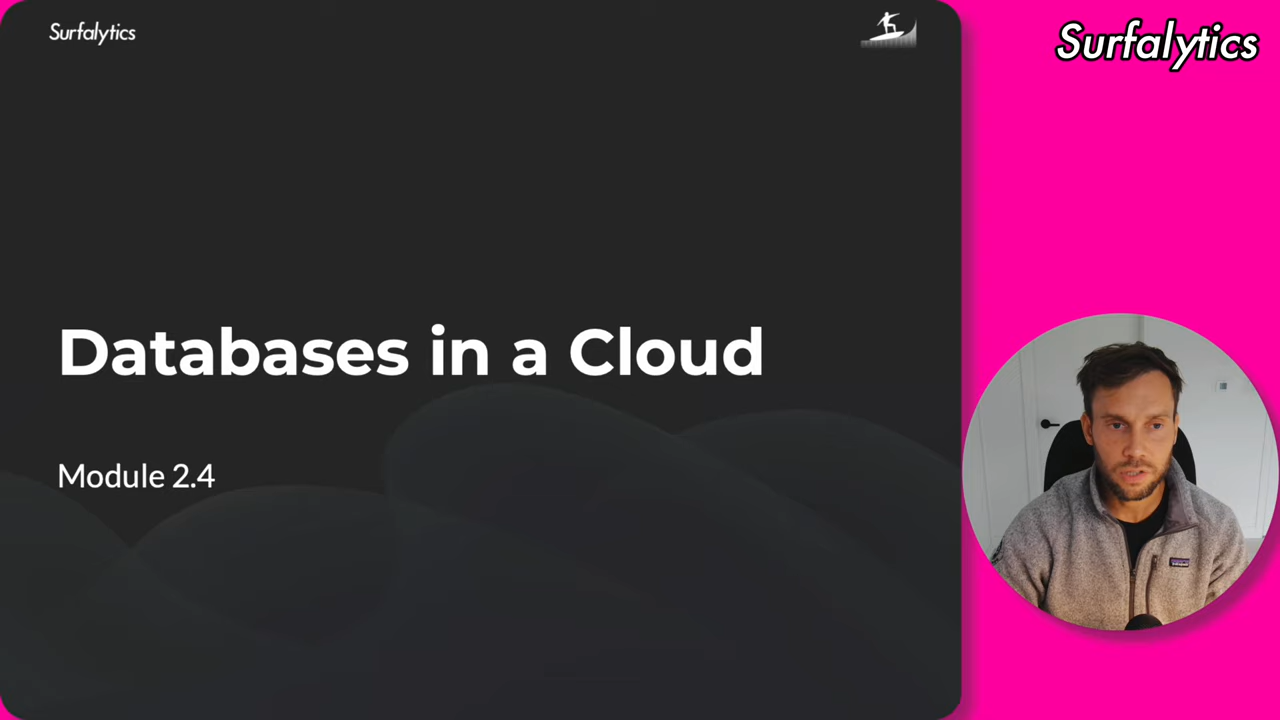 Surfalytics
Surfalytics
Databases in a Cloud
Module 2.4